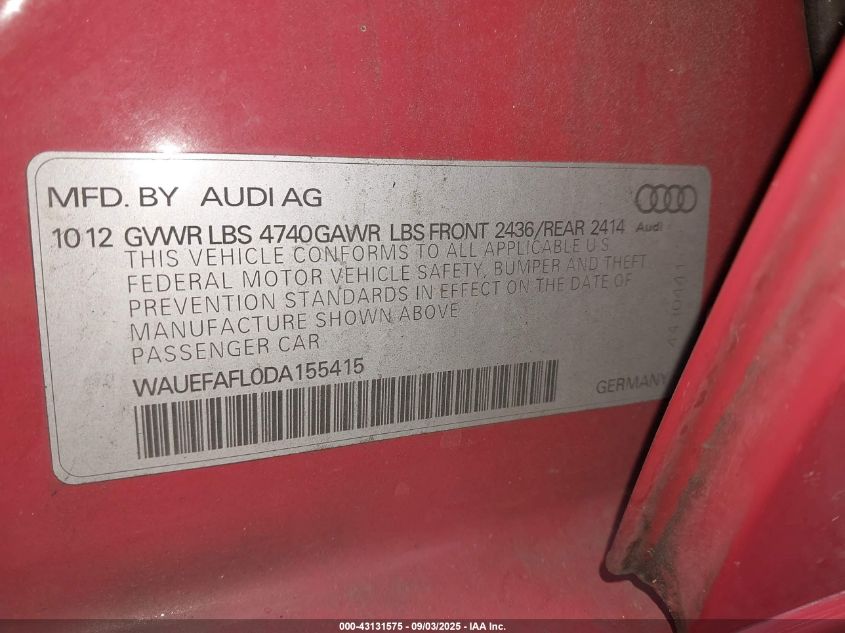 MFD. BY AUDI AG
Audi
10 12 GVWR LBS 4740 GAWR LBS FRONT 2436/REAR 2414
THIS VEHICLE CONFORMS TO ALL APPLICABLE U.S.
FEDERAL MOTOR VEHICLE SAFETY, BUMPER AND THEFT
PREVENTION STANDARDS IN EFFECT ON THE DATE OF
MANUFACTURE SHOWN ABOVE
PASSENGER CAR
WAUEFAFL0DA155415
GERMANY
000-43131575 - 09/03/2025 - IAA Inc.